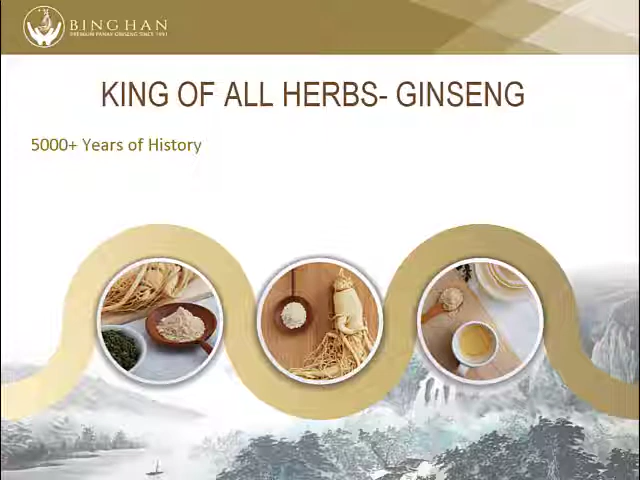 BINGHAN
PREMIUM PANAX GINSENG SINCE 1991
KING OF ALL HERBS- GINSENG
5000+ Years of History